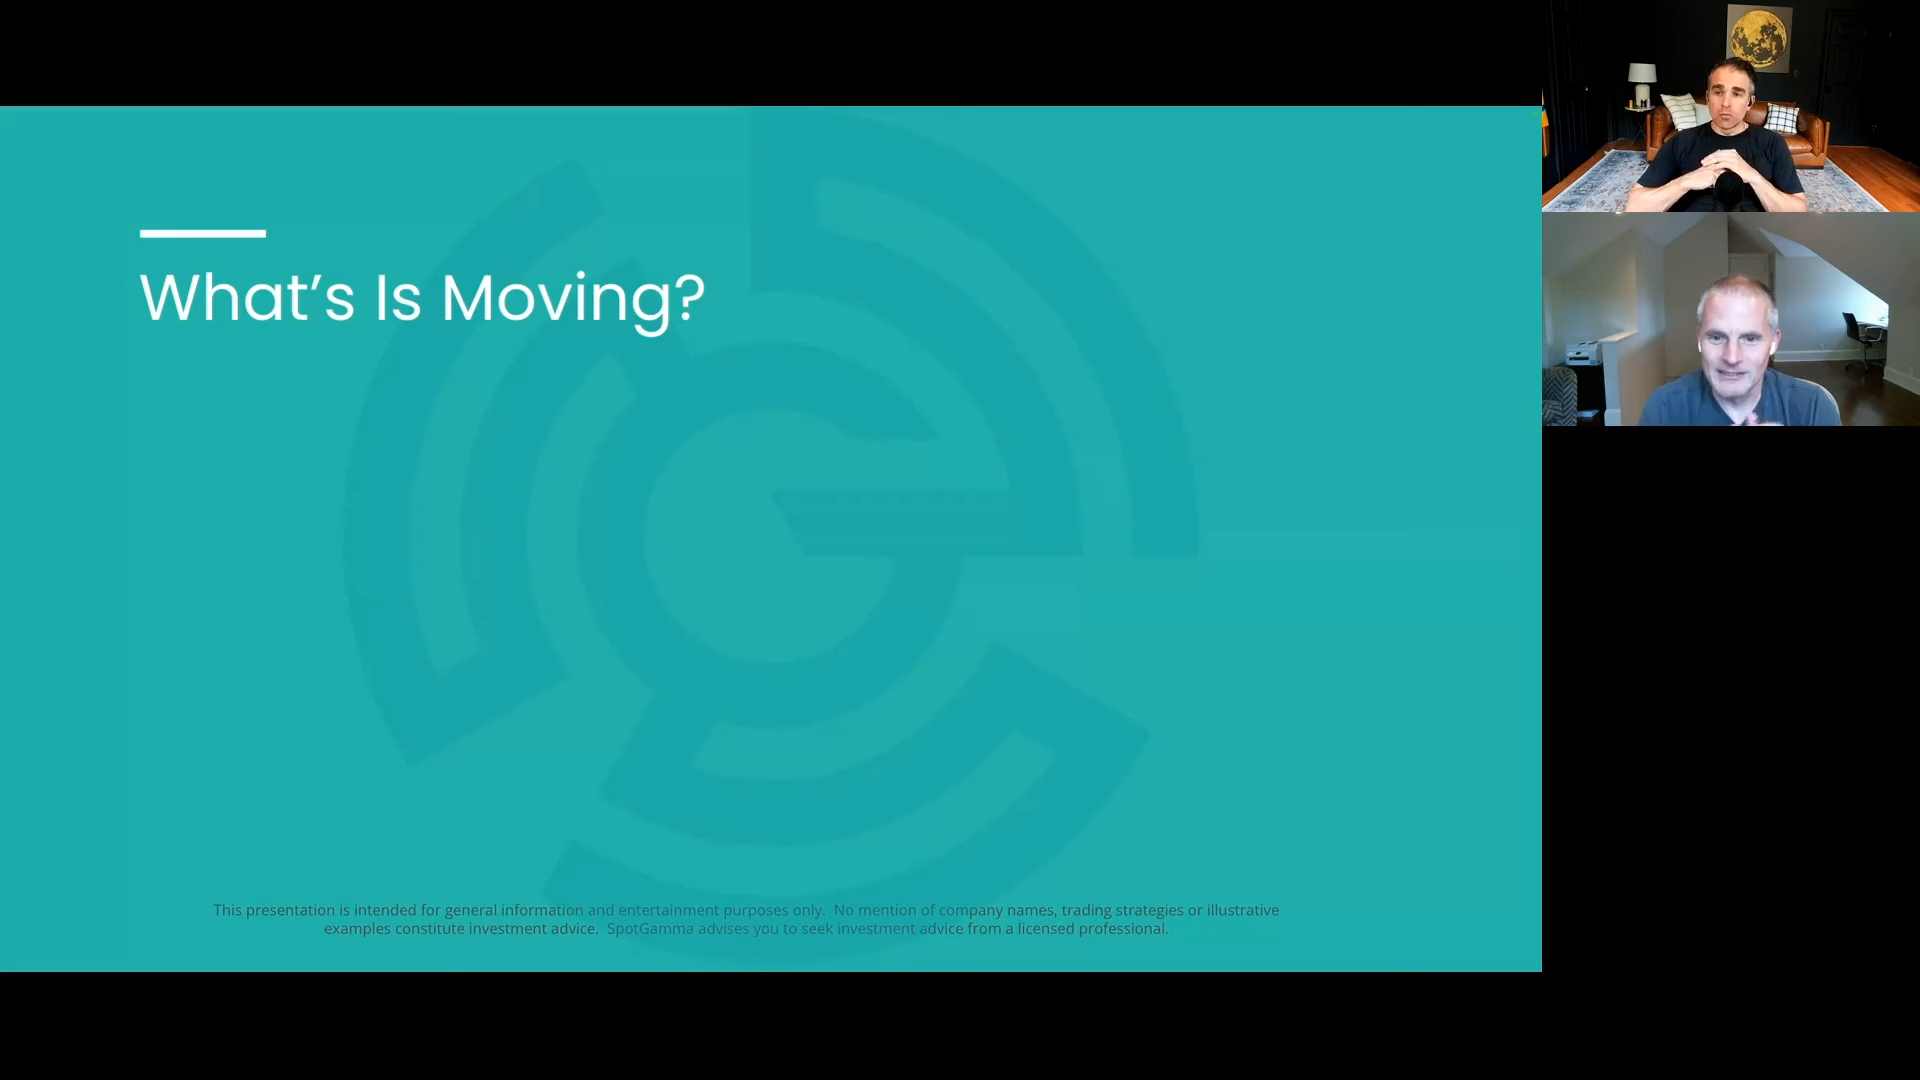 What’s Is Moving?
This presentation is intended for general information and entertainment purposes only.  No mention of company names, trading strategies or illustrative
examples constitute investment advice.  SpotGamma advises you to seek investment advice from a licensed professional.